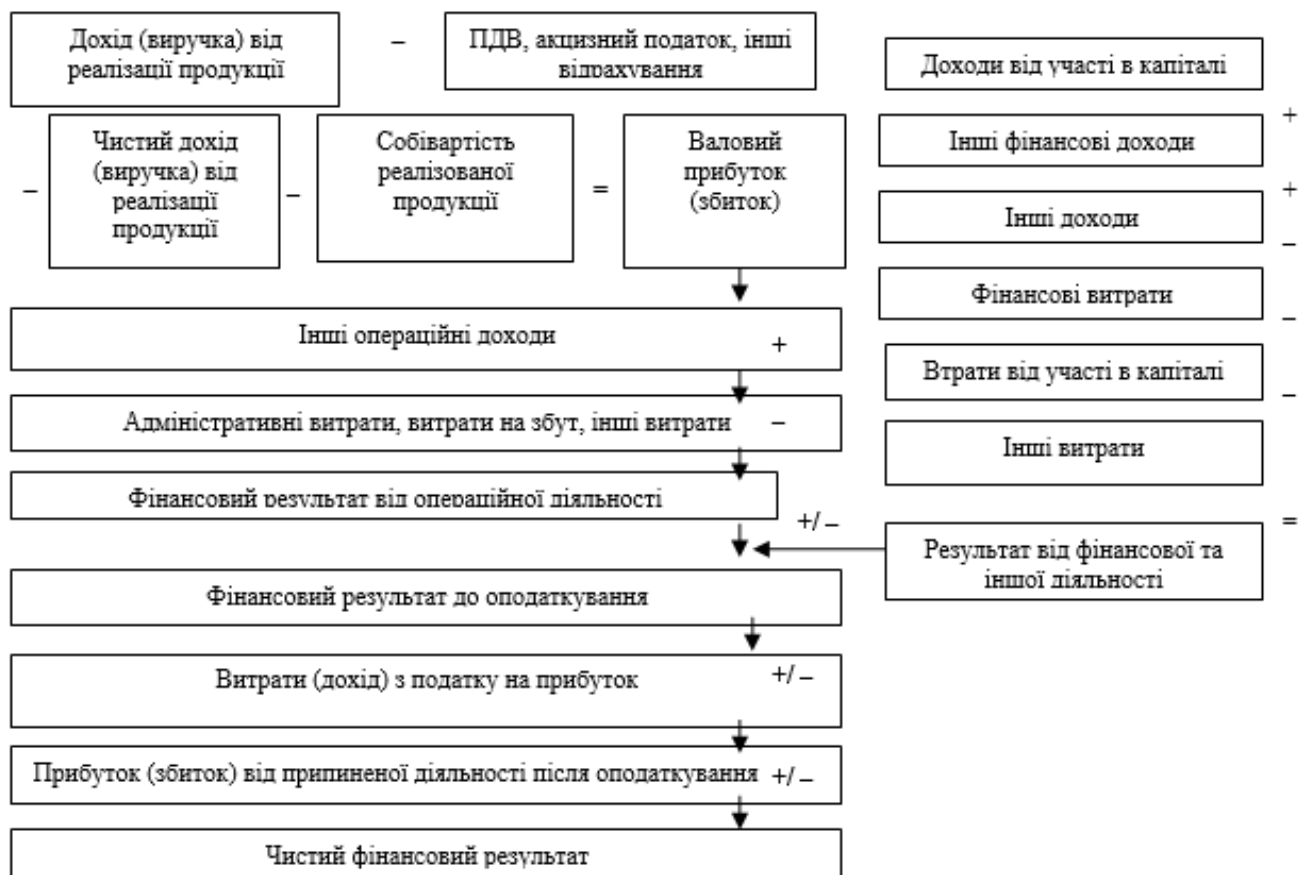 Дохід (виручка) від
реалізації продукції
–
ПДВ, акцизний податок, інші
відрахування
–
Чистий дохід
(виручка) від
реалізації
продукції
–
Собівартість
реалізованої
продукції
=
Валовий
прибуток
(збиток)
Інші операційні доходи
+
Адміністративні витрати, витрати на збут, інші витрати –
Фінансовий результат від операційної діяльності
+/–
Фінансовий результат до оподаткування
Витрати (дохід) з податку на прибуток
+/–
Прибуток (збиток) від припиненої діяльності після оподаткування +/–
Чистий фінансовий результат
Доходи від участі в капіталі
+
Інші фінансові доходи
+
Інші доходи
–
Фінансові витрати
–
Втрати від участі в капіталі
–
Інші витрати
=
Результат від фінансової та
іншої діяльності